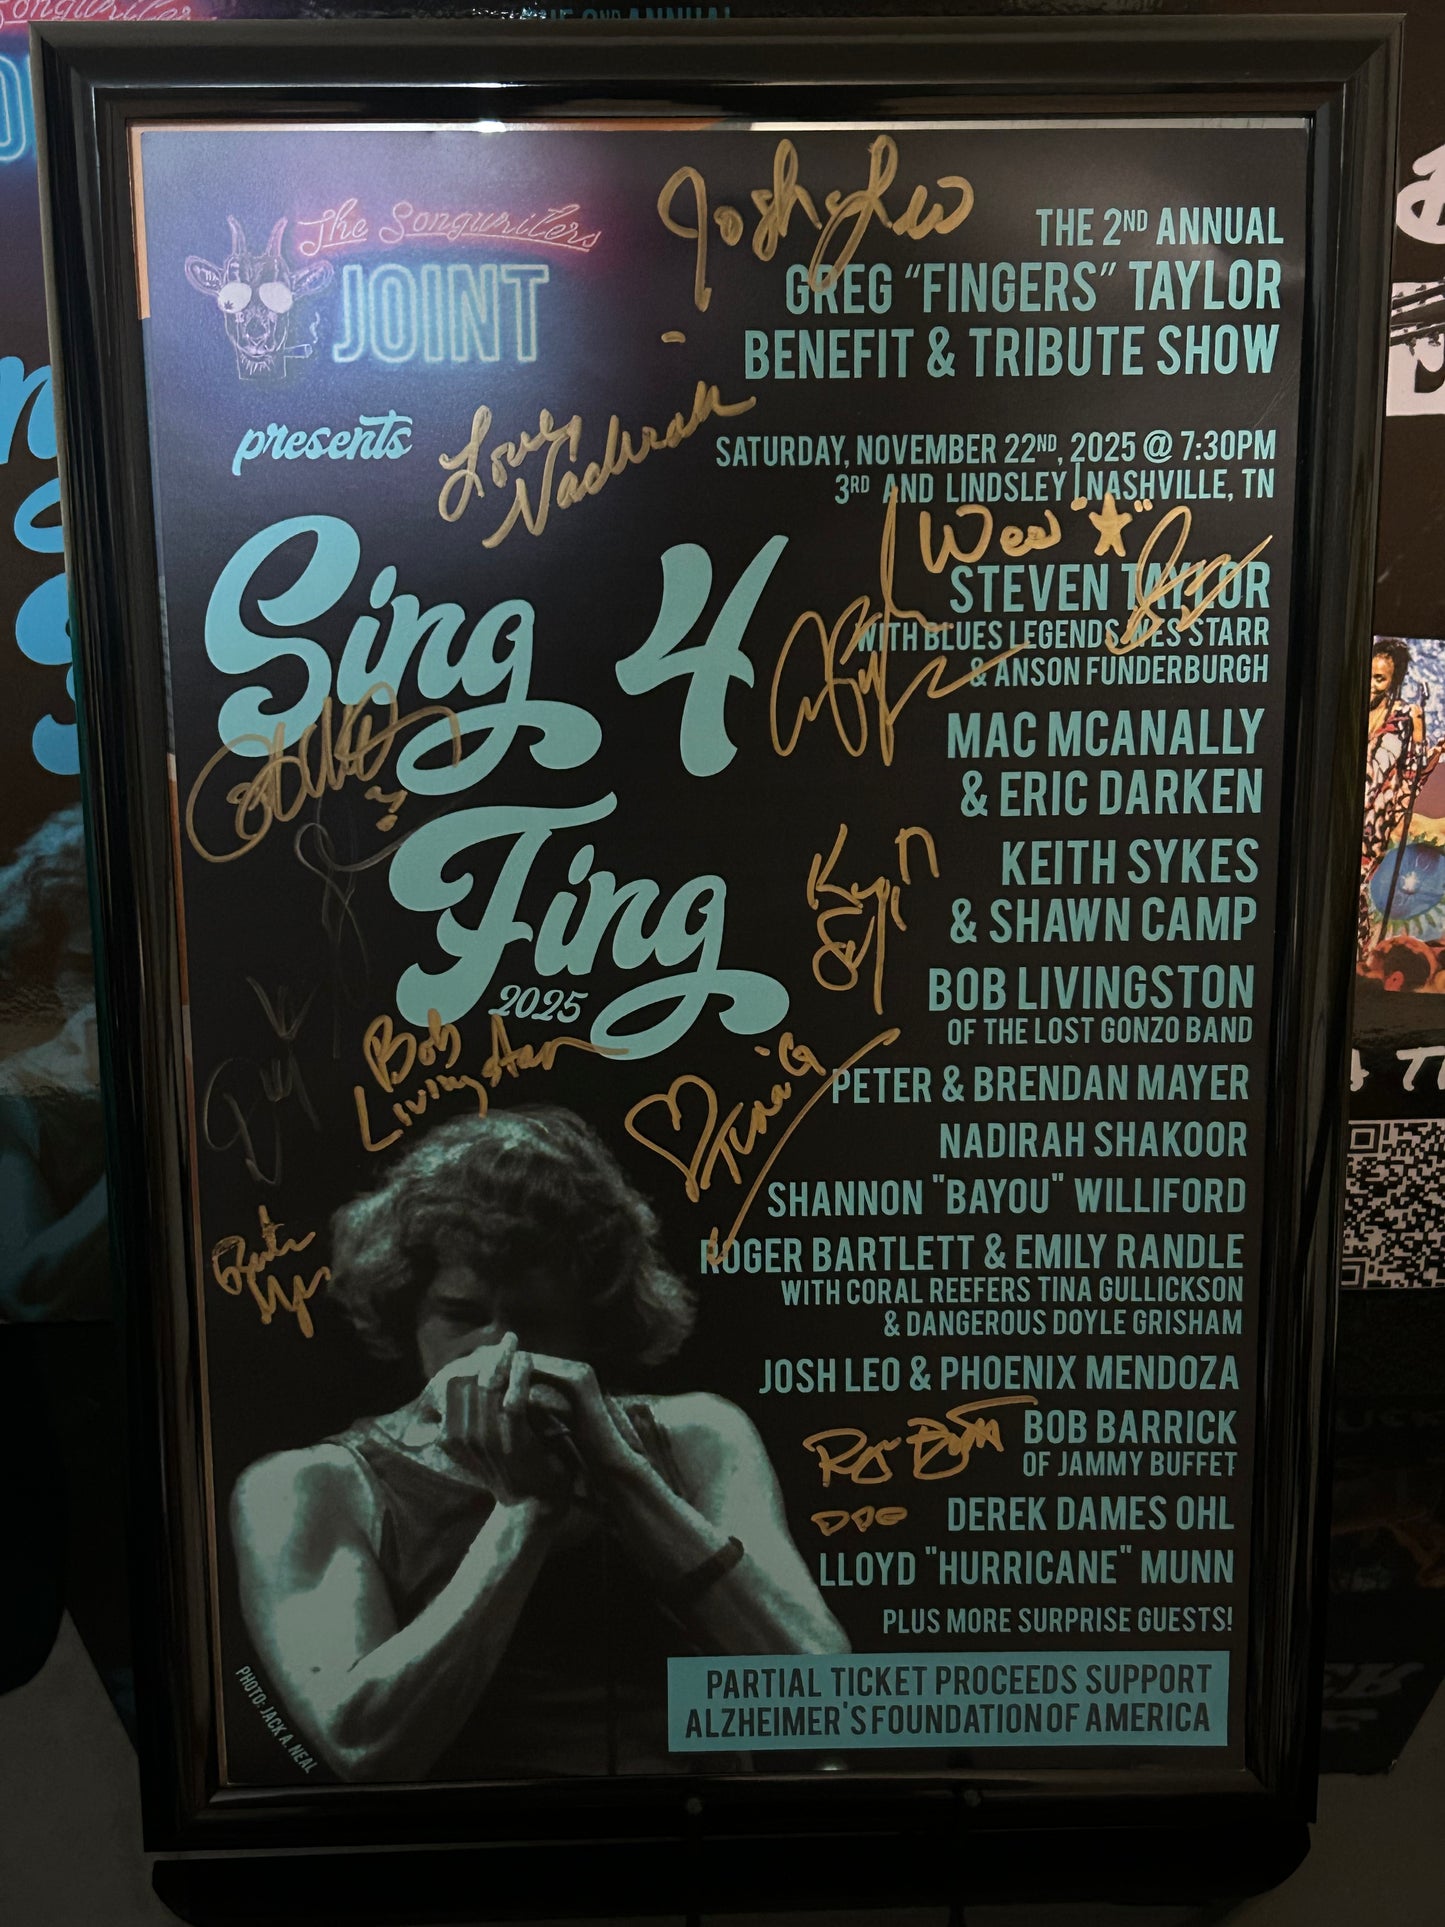 The Songwriters
JOINT
presents
Josh Leo
THE 2ND ANNUAL
GREG "FINGERS" TAYLOR
BENEFIT & TRIBUTE SHOW
Love,
Nadirah
SATURDAY, NOVEMBER 22ND, 2025 @ 7:30PM
3RD AND LINDSLEY | NASHVILLE, TN
Sing 4
Fing
2025
Wes "★"
STEVEN TAYLOR
WITH BLUES LEGENDS WES STARR
& ANSON FUNDERBURGH
MAC MCANALLY
& ERIC DARKEN
KEITH SYKES
& SHAWN CAMP
BOB LIVINGSTON
OF THE LOST GONZO BAND
Bob
Livingston
Tina G
PETER & BRENDAN MAYER
NADIRAH SHAKOOR
SHANNON "BAYOU" WILLIFORD
ROGER BARTLETT & EMILY RANDLE
WITH CORAL REEFERS TINA GULLICKSON
& DANGEROUS DOYLE GRISHAM
JOSH LEO & PHOENIX MENDOZA
BOB BARRICK
OF JAMMY BUFFET
DEREK DAMES OHL
LLOYD "HURRICANE" MUNN
PLUS MORE SURPRISE GUESTS!
PARTIAL TICKET PROCEEDS SUPPORT
ALZHEIMER'S FOUNDATION OF AMERICA
PHOTO: JACK A. NEAL